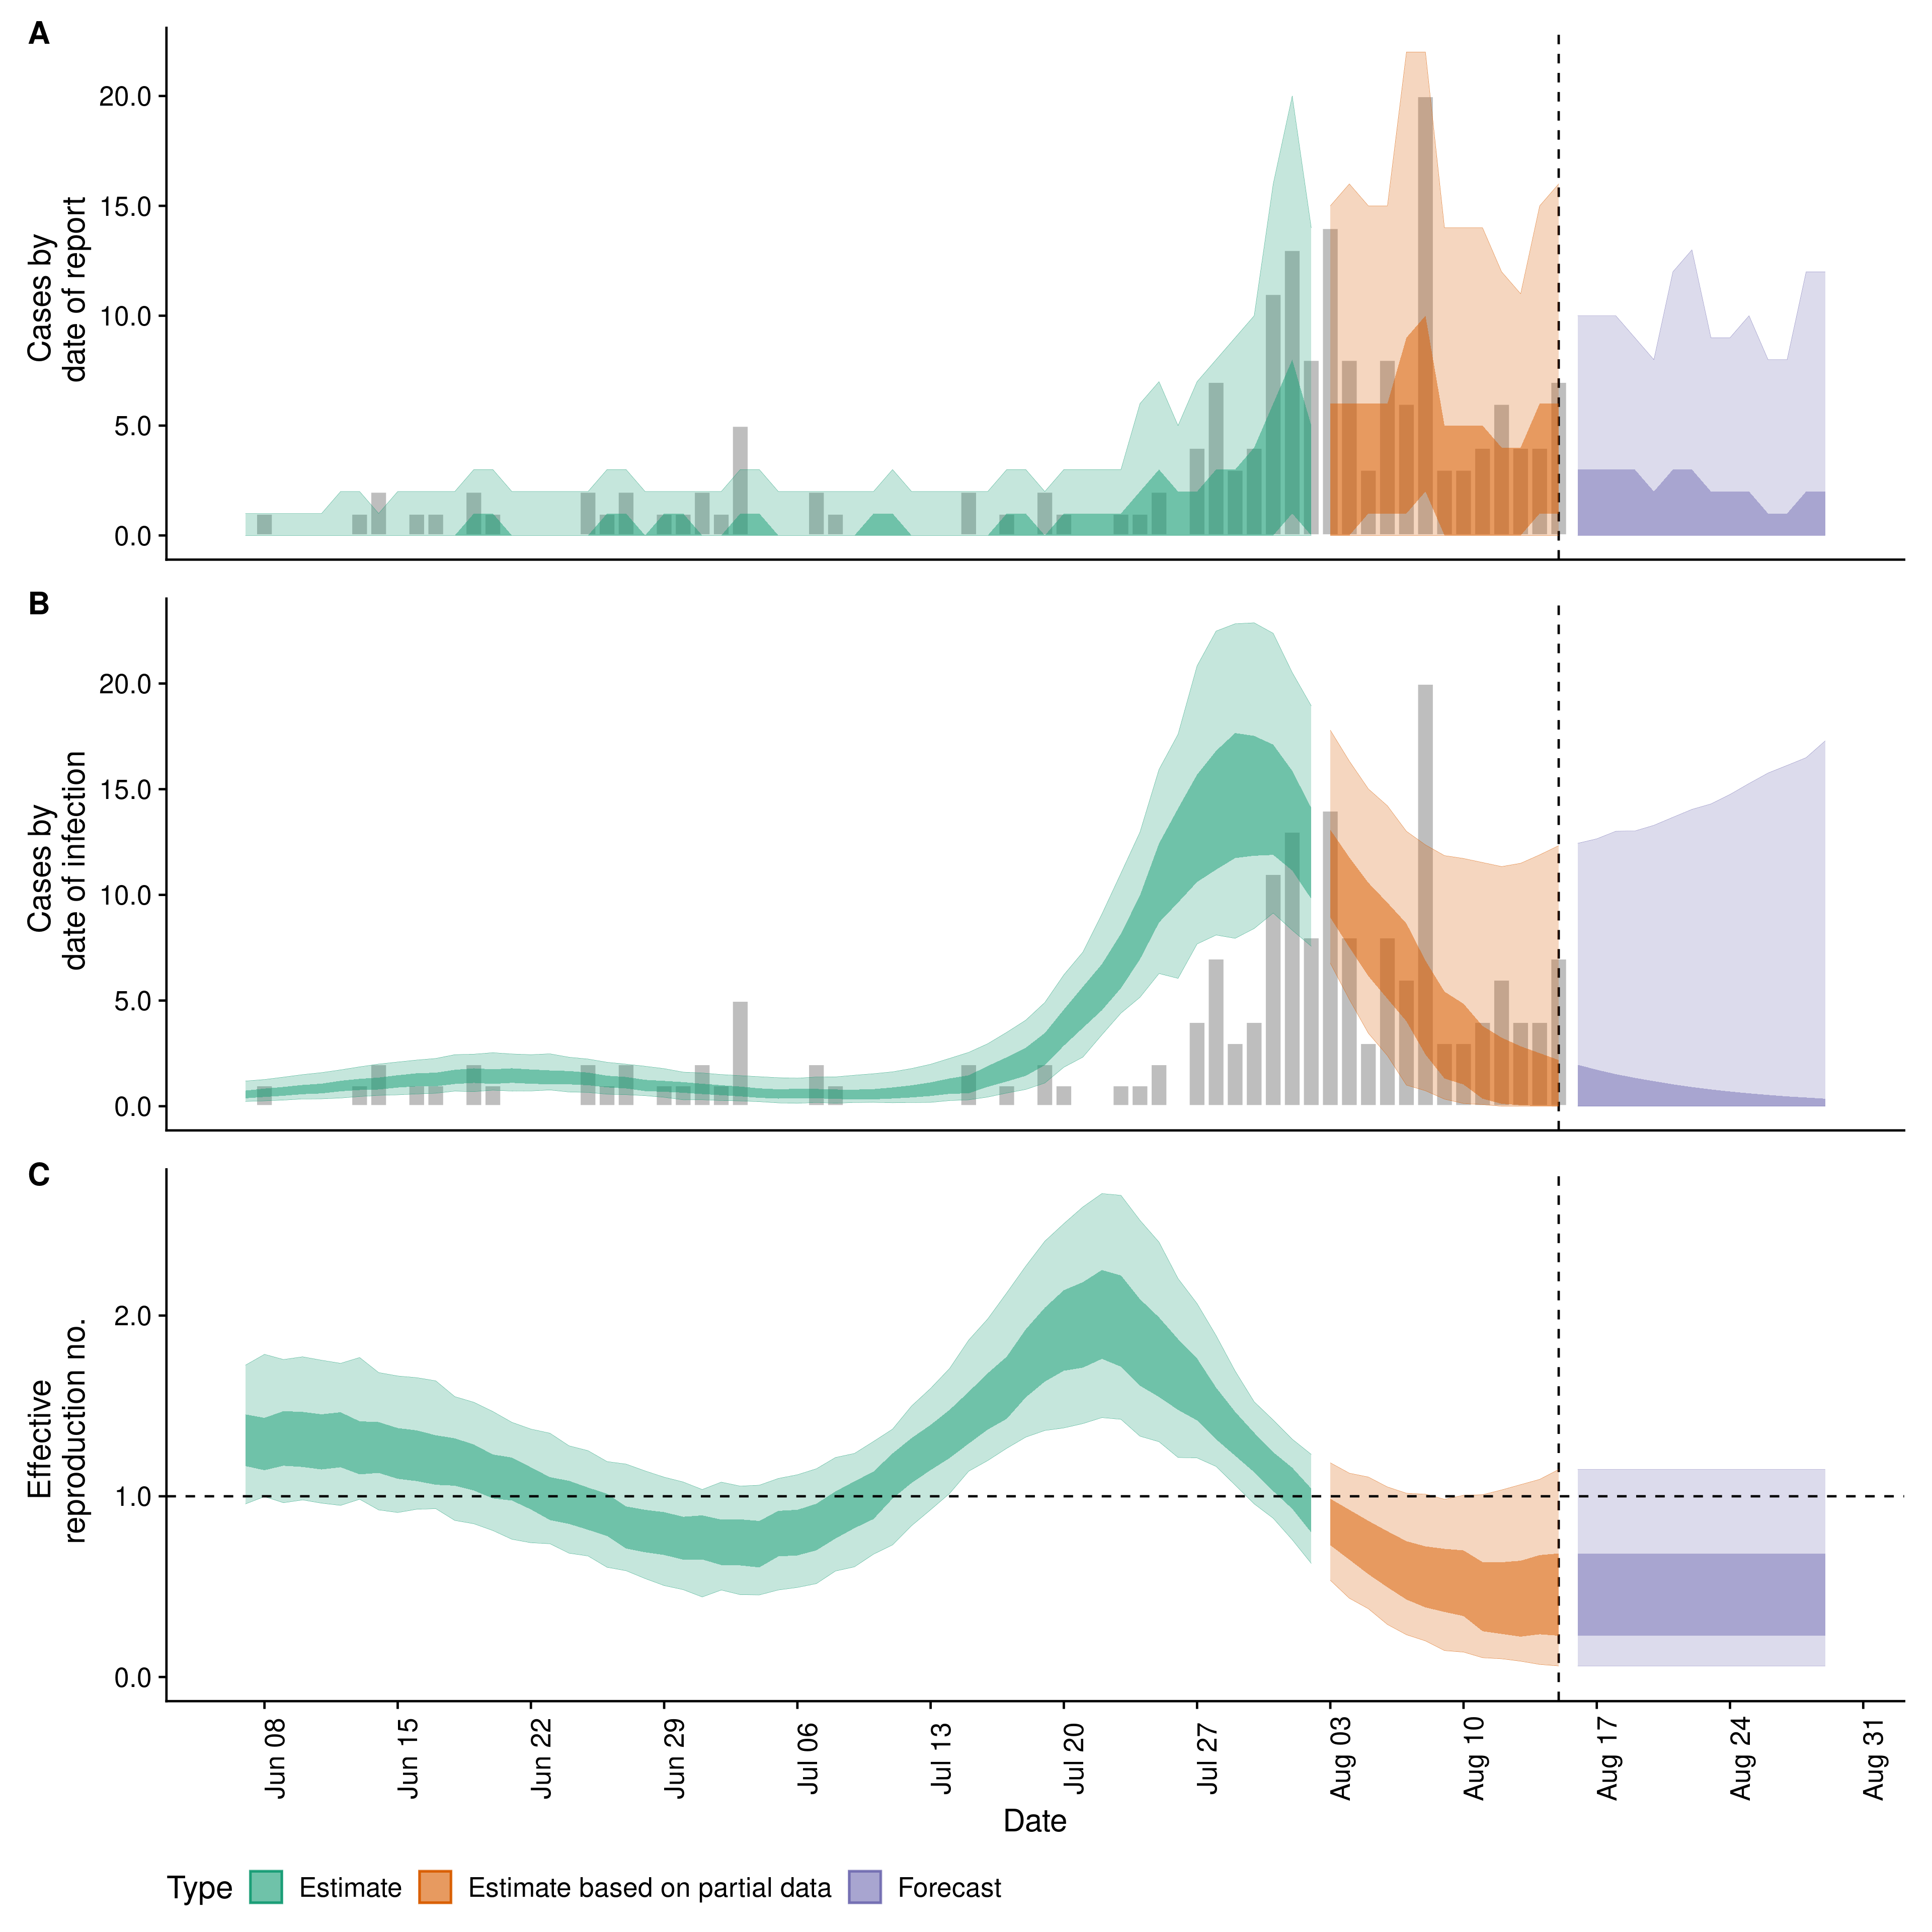 A
Cases by
date of report
20.0
15.0
10.0
5.0
0.0
B
Cases by
date of infection
20.0
15.0
10.0
5.0
0.0
C
Effective
reproduction no.
2.0
1.0
0.0
Jun 08
Jun 15
Jun 22
Jun 29
Jul 06
Jul 13
Jul 20
Jul 27
Aug 03
Aug 10
Aug 17
Aug 24
Aug 31
Date
Type Estimate Estimate based on partial data Forecast